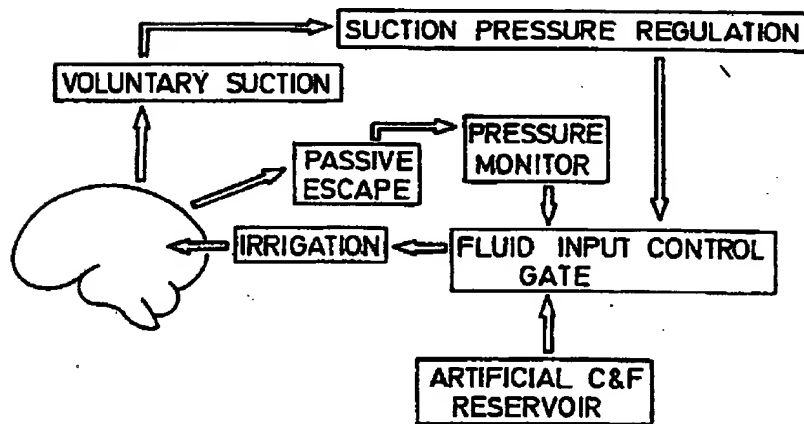 SUCTION PRESSURE REGULATION
VOLUNTARY SUCTION
PASSIVE
ESCAPE
PRESSURE
MONITOR
IRRIGATION
FLUID INPUT CONTROL
GATE
ARTIFICIAL C&F
RESERVOIR